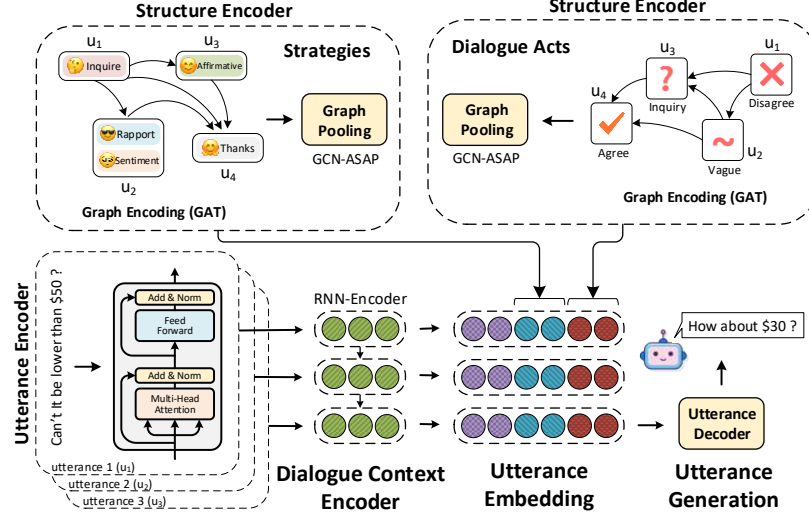 Structure Encoder
Strategies
u1
Inquire
u3
Affirmative
Rapport
Sentiment
u2
Thanks
u4
Graph Pooling
GCN-ASAP
Graph Encoding (GAT)
Structure Encoder
Dialogue Acts
Graph Pooling
GCN-ASAP
u3
Inquiry
u1
Disagree
u4
Agree
u2
Vague
Graph Encoding (GAT)
Utterance Encoder
Can't It be lower than $50 ?
Add & Norm
Feed
Forward
Add & Norm
Multi-Head
Attention
utterance 1 (u1)
utterance 2 (u2)
utterance 3 (u3)
RNN-Encoder
Dialogue Context
Encoder
Utterance
Embedding
How about $30 ?
Utterance
Decoder
Utterance
Generation